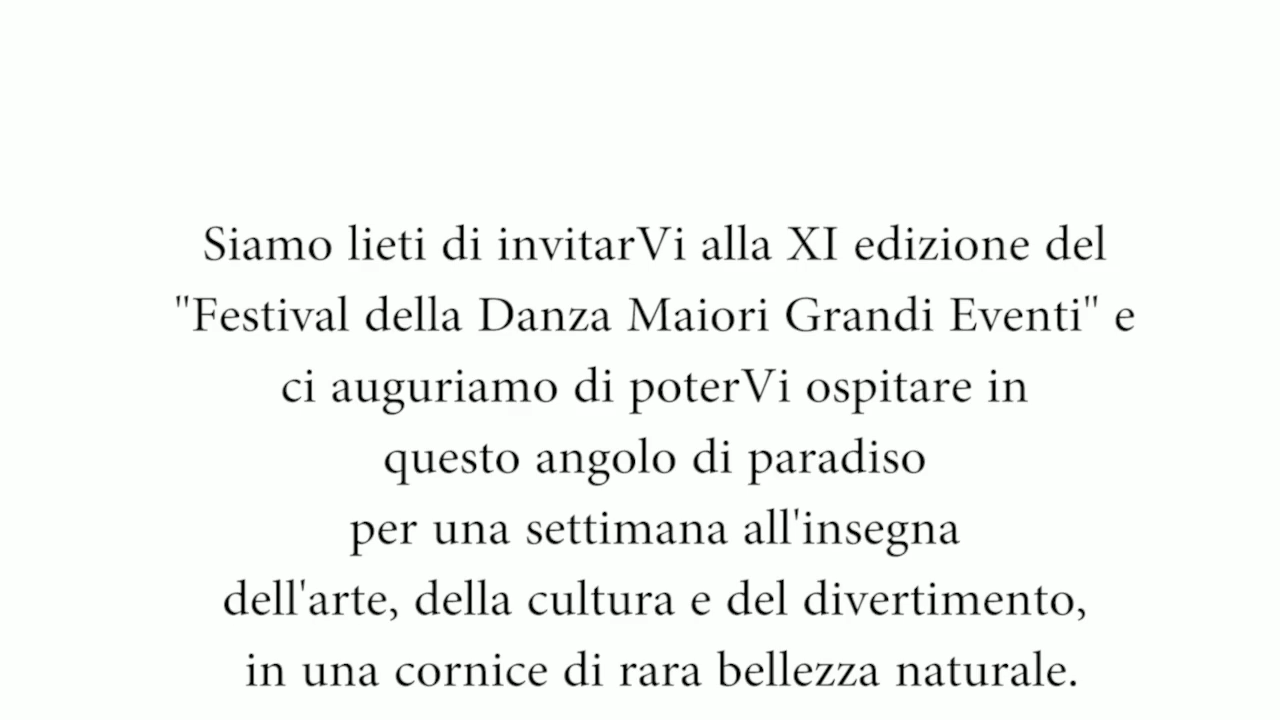 Siamo lieti di invitarVi alla XI edizione del
"Festival della Danza Maiori Grandi Eventi" e
ci auguriamo di poterVi ospitare in
questo angolo di paradiso
per una settimana all'insegna
dell'arte, della cultura e del divertimento,
in una cornice di rara bellezza naturale.